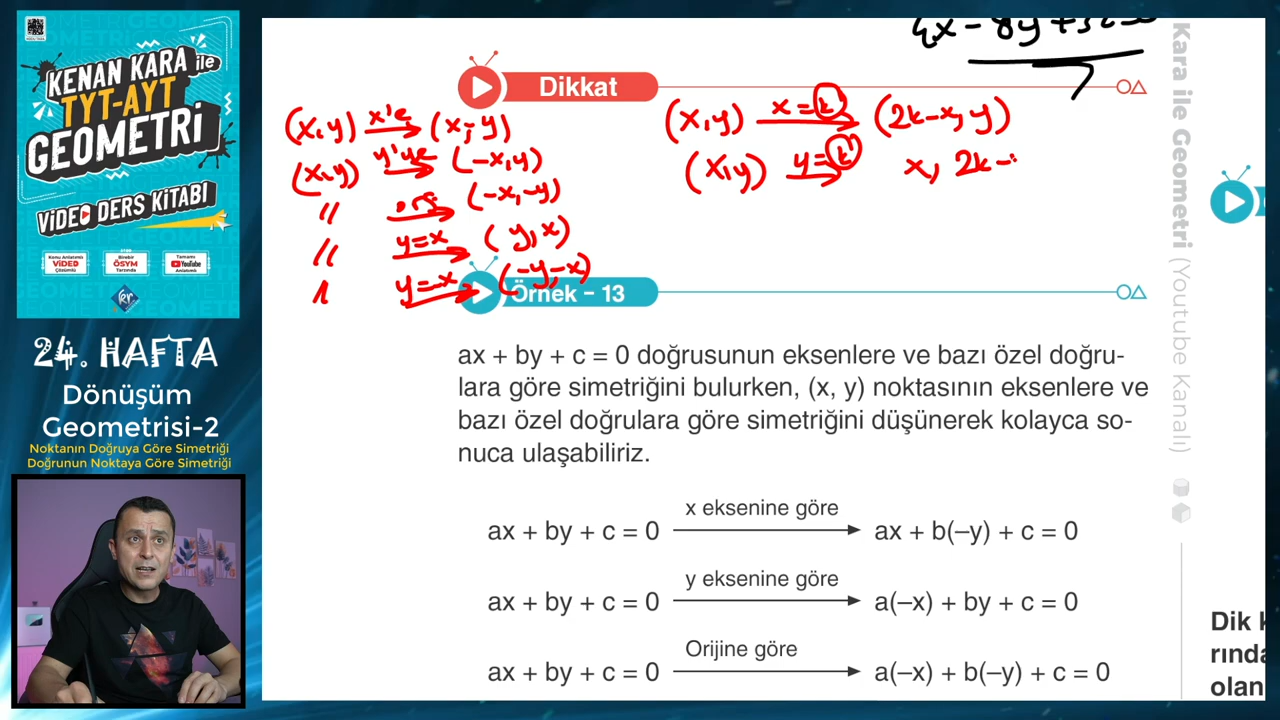 KENAN KARA ile
TYT-AYT
GEOMETRİ
VİDEO DERS KİTABI
Konu Anlatımlı
VİDEO
Çözümlü
Birebir
ÖSYM
Tarzında
Tamamı
YouTube
Anlatımlı
24. HAFTA
Dönüşüm
Geometrisi-2
Noktanın Doğruya Göre Simetriği
Doğrunun Noktaya Göre Simetriği
Dikkat
(x,y) x'e (x,-y)
(x,y) y'ye (-x,y)
" orj (-x,-y)
" y=x (y,x)
y=-x (-y,-x)
(x,y) x=k (2k-x,y)
(x,y) y=k x, 2k-
Örnek – 13
ax + by + c = 0 doğrusunun eksenlere ve bazı özel doğru-
lara göre simetriğini bulurken, (x, y) noktasının eksenlere ve
bazı özel doğrulara göre simetriğini düşünerek kolayca so-
nuca ulaşabiliriz.
x eksenine göre
ax + by + c = 0 ax + b(–y) + c = 0
y eksenine göre
ax + by + c = 0 a(–x) + by + c = 0
Orijine göre
ax + by + c = 0 a(–x) + b(–y) + c = 0
Kara ile Geometri (Youtube Kanalı)
Dik
rında
olan